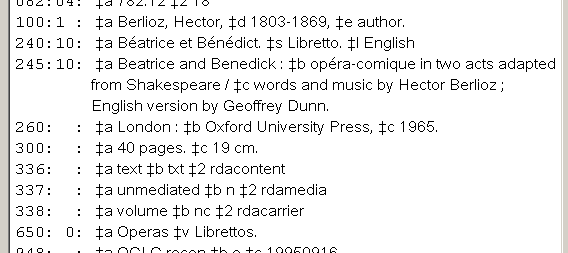 082:04: ‡a 782.12 ‡2 18
100:1 : ‡a Berlioz, Hector, ‡d 1803-1869, ‡e author.
240:10: ‡a Béatrice et Bénédict. ‡s Libretto. ‡l English
245:10: ‡a Beatrice and Benedick : ‡b opéra-comique in two acts adapted
from Shakespeare / ‡c words and music by Hector Berlioz ;
English version by Geoffrey Dunn.
260: : ‡a London : ‡b Oxford University Press, ‡c 1965.
300: : ‡a 40 pages. ‡c 19 cm.
336: : ‡a text ‡b txt ‡2 rdacontent
337: : ‡a unmediated ‡b n ‡2 rdamedia
338: : ‡a volume ‡b nc ‡2 rdacarrier
650: 0: ‡a Operas ‡v Librettos.
948: : ‡a OCLC recon ‡b o ‡c 19950916